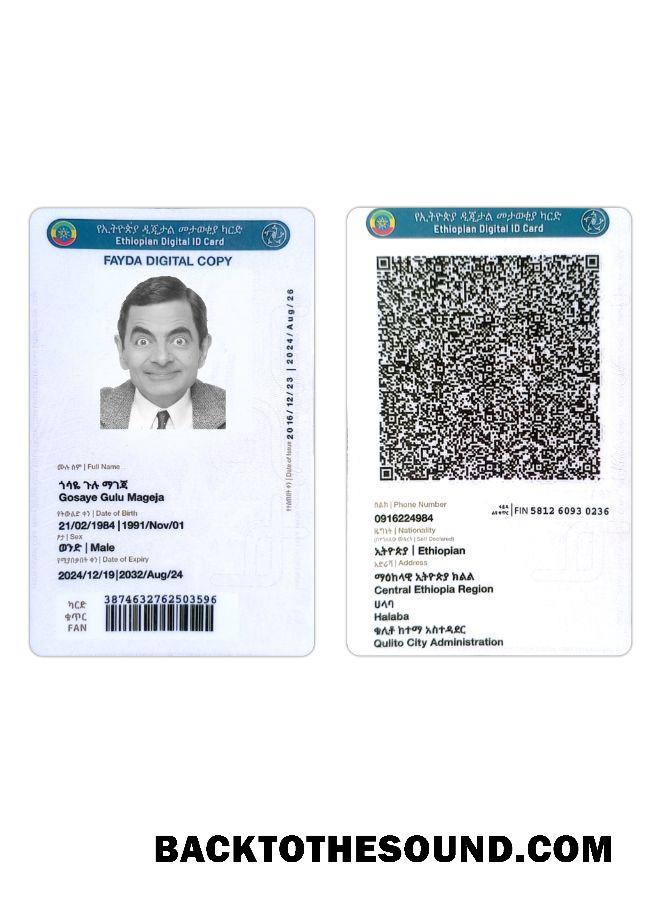 የኢትዮጵያ ዲጂታል መታወቂያ ካርድ
Ethiopian Digital ID Card
FAYDA DIGITAL COPY
ሙሉ ስም | Full Name
ጎሳዬ ጉሉ ማገጃ
Gosaye Gulu Mageja
የትውልድ ቀን | Date of Birth
21/02/1984 | 1991/Nov/01
ፆታ | Sex
ወንድ | Male
የሚያበቃበት ቀን | Date of Expiry
2024/12/19|2032/Aug/24
ካርድ
ቁጥር
FAN
3874632762503596
የተሰጠበት ቀን | Date of Issue 2016/12/23 | 2024/Aug/26
የኢትዮጵያ ዲጂታል መታወቂያ ካርድ
Ethiopian Digital ID Card
ስልክ | Phone Number
0916224984
FIN 5812 6093 0236
ዜግነት | Nationality
ኢትዮጵያ | Ethiopian
አድራሻ | Address
ማዕከላዊ ኢትዮጵያ ክልል
Central Ethiopia Region
ሀላባ
Halaba
ቁሊቶ ከተማ አስተዳደር
Qulito City Administration
BACKTOTHESOUND.COM